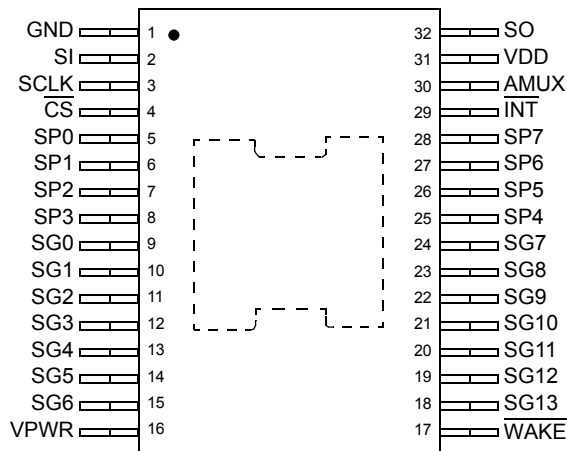 GND 1 32 SO
SI 2 31 VDD
SCLK 3 30 AMUX
CS 4 29 INT
SP0 5 28 SP7
SP1 6 27 SP6
SP2 7 26 SP5
SP3 8 25 SP4
SG0 9 24 SG7
SG1 10 23 SG8
SG2 11 22 SG9
SG3 12 21 SG10
SG4 13 20 SG11
SG5 14 19 SG12
SG6 15 18 SG13
VPWR 16 17 WAKE